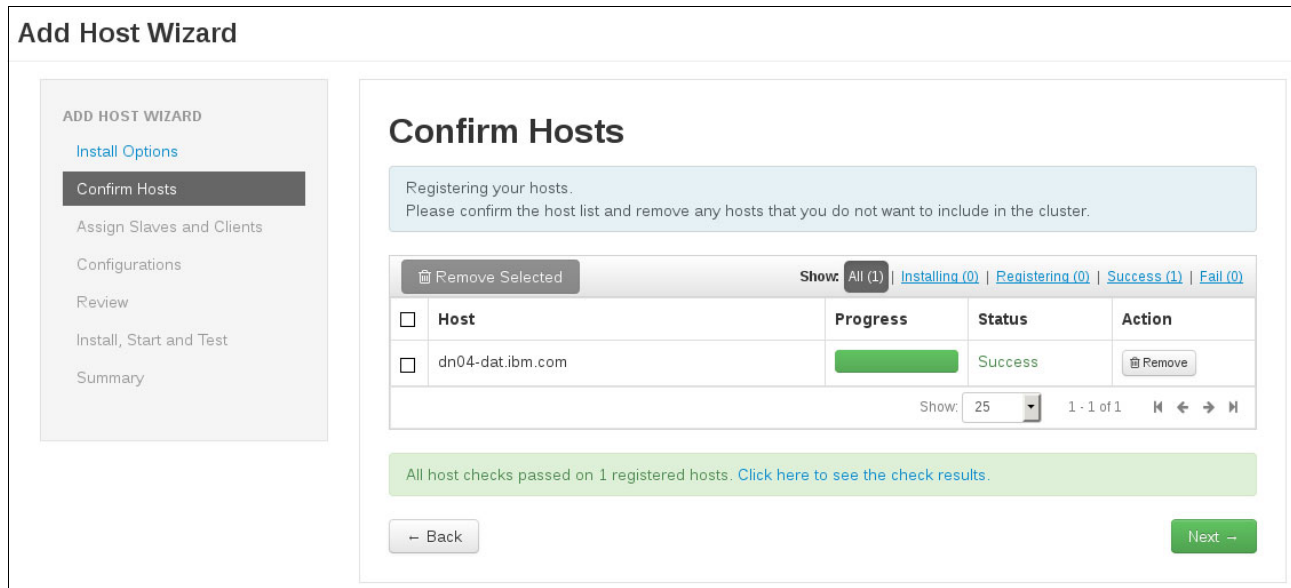 Add Host Wizard
ADD HOST WIZARD
Install Options
Confirm Hosts
Assign Slaves and Clients
Configurations
Review
Install, Start and Test
Summary
Confirm Hosts
Registering your hosts.
Please confirm the host list and remove any hosts that you do not want to include in the cluster.
Remove Selected
Show: All (1) | Installing (0) | Registering (0) | Success (1) | Fail (0)
Host Progress Status Action
dn04-dat.ibm.com Success Remove
Show: 25 1 - 1 of 1
All host checks passed on 1 registered hosts. Click here to see the check results.
← Back
Next →